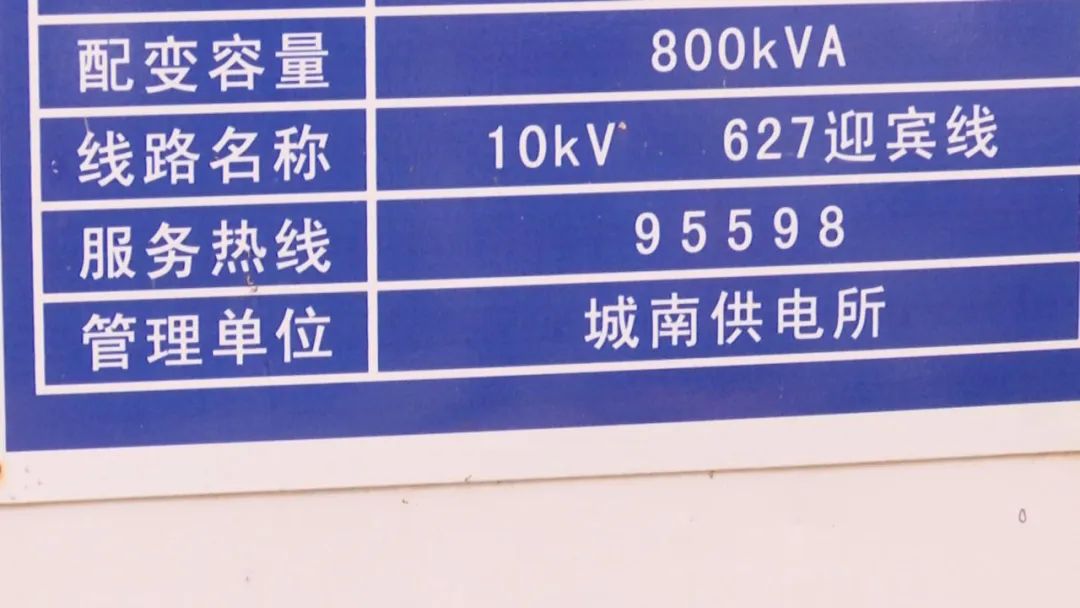 配变容量 800kVA
线路名称 10kV 627迎宾线
服务热线 95598
管理单位 城南供电所